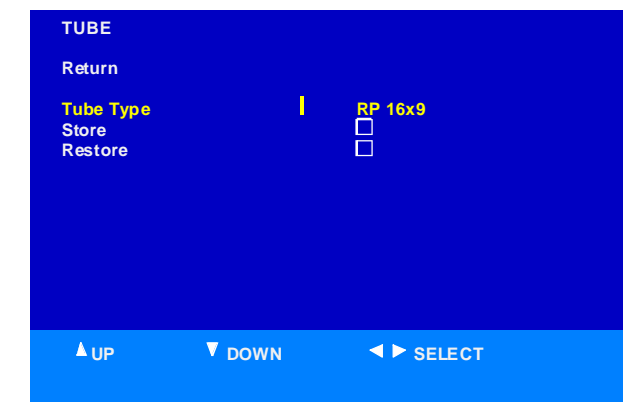 TUBE
Return
Tube Type RP 16x9
Store
Restore
UP DOWN SELECT